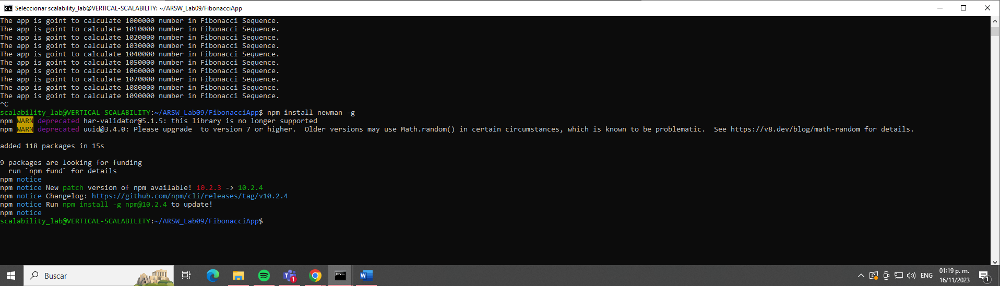 Seleccionar scalability_lab@VERTICAL-SCALABILITY: ~/ARSW_Lab09/FibonacciApp
The app is goint to calculate 1000000 number in Fibonacci Sequence.
The app is goint to calculate 1010000 number in Fibonacci Sequence.
The app is goint to calculate 1020000 number in Fibonacci Sequence.
The app is goint to calculate 1030000 number in Fibonacci Sequence.
The app is goint to calculate 1040000 number in Fibonacci Sequence.
The app is goint to calculate 1050000 number in Fibonacci Sequence.
The app is goint to calculate 1060000 number in Fibonacci Sequence.
The app is goint to calculate 1070000 number in Fibonacci Sequence.
The app is goint to calculate 1080000 number in Fibonacci Sequence.
The app is goint to calculate 1090000 number in Fibonacci Sequence.
^C
scalability_lab@VERTICAL-SCALABILITY:~/ARSW_Lab09/FibonacciApp$ npm install newman -g
npm WARN deprecated har-validator@5.1.5: this library is no longer supported
npm WARN deprecated uuid@3.4.0: Please upgrade  to version 7 or higher.  Older versions may use Math.random() in certain circumstances, which is known to be problematic.  See https://v8.dev/blog/math-random for details.
added 118 packages in 15s
9 packages are looking for funding
  run `npm fund` for details
npm notice
npm notice New patch version of npm available! 10.2.3 -> 10.2.4
npm notice Changelog: https://github.com/npm/cli/releases/tag/v10.2.4
npm notice Run npm install -g npm@10.2.4 to update!
npm notice
scalability_lab@VERTICAL-SCALABILITY:~/ARSW_Lab09/FibonacciApp$
Buscar
1
ENG
01:19 p. m.
16/11/2023
1